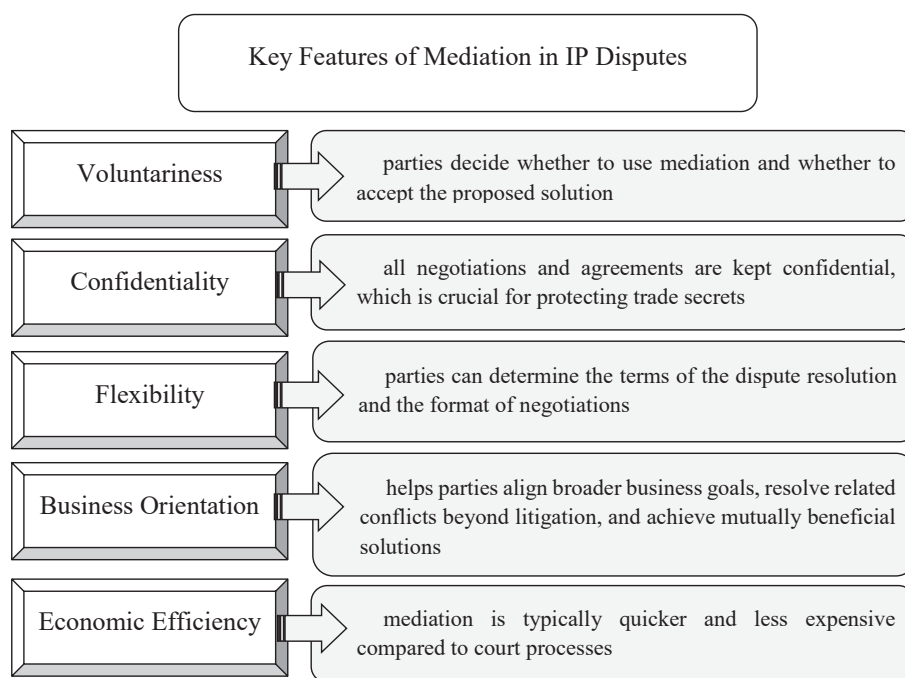 Key Features of Mediation in IP Disputes
Voluntariness
parties decide whether to use mediation and whether to
accept the proposed solution
Confidentiality
all negotiations and agreements are kept confidential,
which is crucial for protecting trade secrets
Flexibility
parties can determine the terms of the dispute resolution
and the format of negotiations
Business Orientation
helps parties align broader business goals, resolve related
conflicts beyond litigation, and achieve mutually beneficial
solutions
Economic Efficiency
mediation is typically quicker and less expensive
compared to court processes